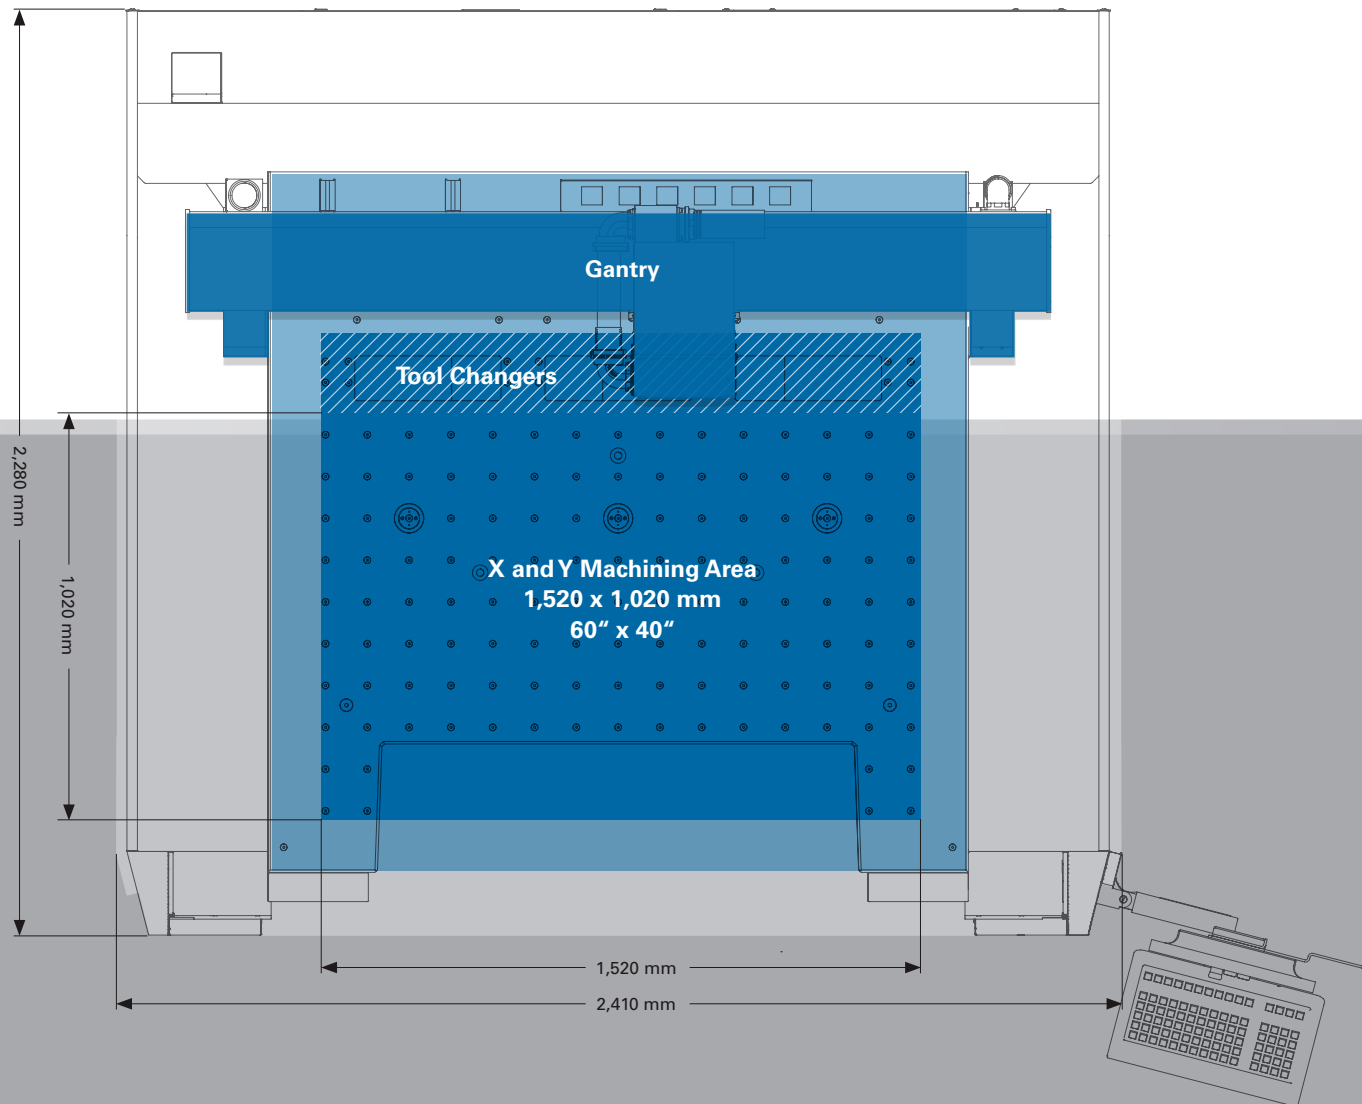 Gantry
Tool Changers
2,280 mm
1,020 mm
X and Y Machining Area
1,520 x 1,020 mm
60“ x 40“
1,520 mm
2,410 mm